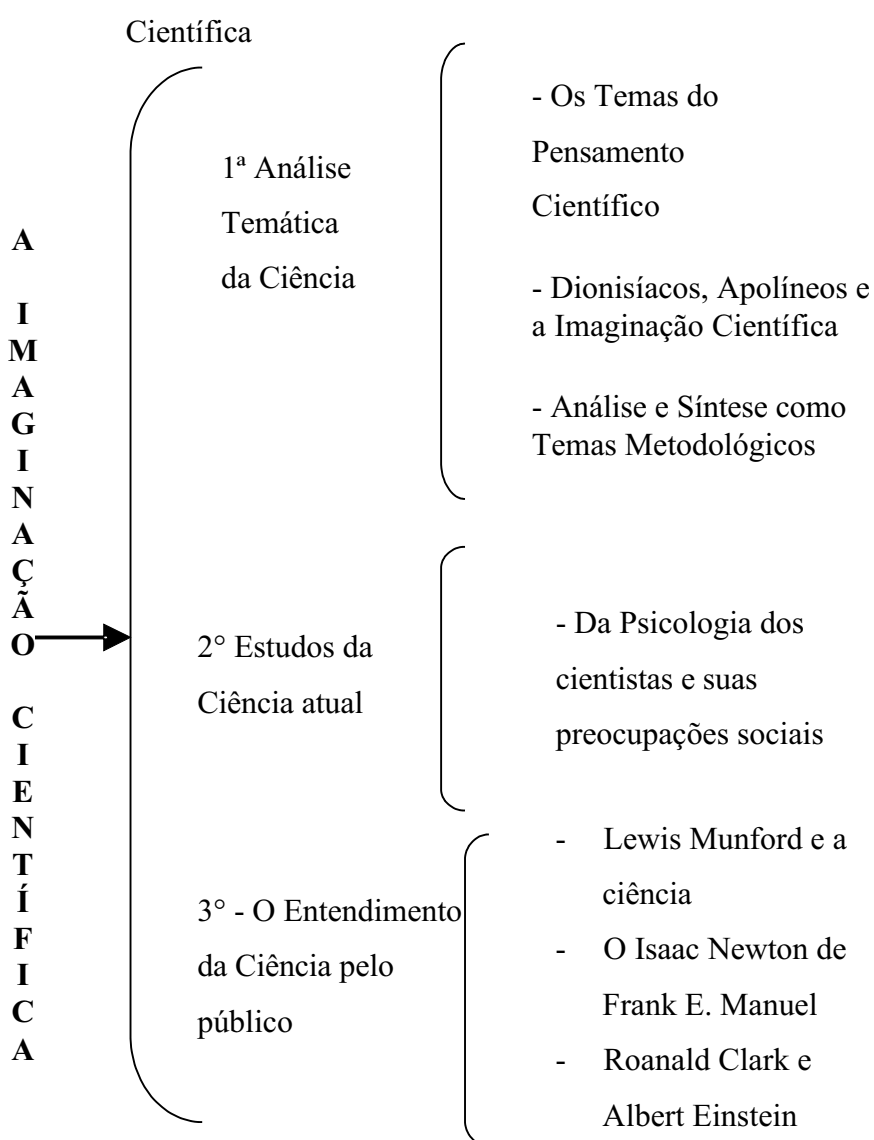 Científica
A IMAGINAÇÃO CIENTÍFICA
1ª Análise
Temática
da Ciência
- Os Temas do
Pensamento
Científico
- Dionisíacos, Apolíneos e
a Imaginação Científica
- Análise e Síntese como
Temas Metodológicos
2° Estudos da
Ciência atual
- Da Psicologia dos
cientistas e suas
preocupações sociais
3° - O Entendimento
da Ciência pelo
público
- Lewis Munford e a
ciência
- O Isaac Newton de
Frank E. Manuel
- Roanald Clark e
Albert Einstein